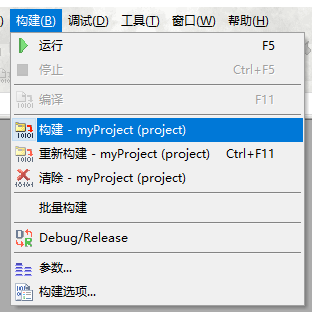 ) 构建(B) 调试(D) 工具(T) 窗口(W) 帮助(H)
运行 F5
停止 Ctrl+F5
编译 F11
构建 - myProject (project)
重新构建 - myProject (project) Ctrl+F11
清除 - myProject (project)
批量构建
Debug/Release
参数...
构建选项...